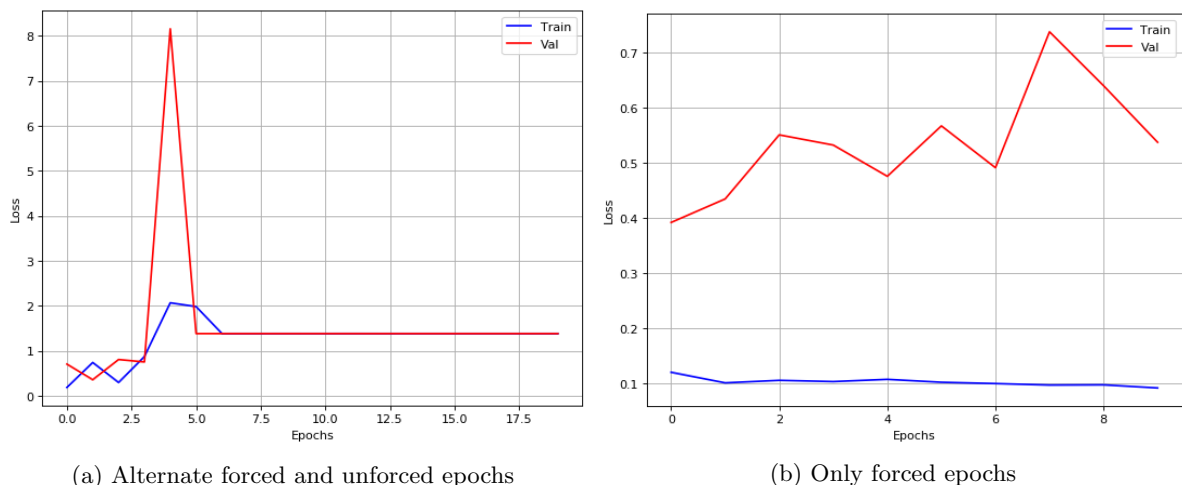 8
7
6
5
4
3
2
1
0
Loss
0.0 2.5 5.0 7.5 10.0 12.5 15.0 17.5
Epochs
Train
Val
(a) Alternate forced and unforced epochs
0.7
0.6
0.5
0.4
0.3
0.2
0.1
Loss
0 2 4 6 8
Epochs
Train
Val
(b) Only forced epochs